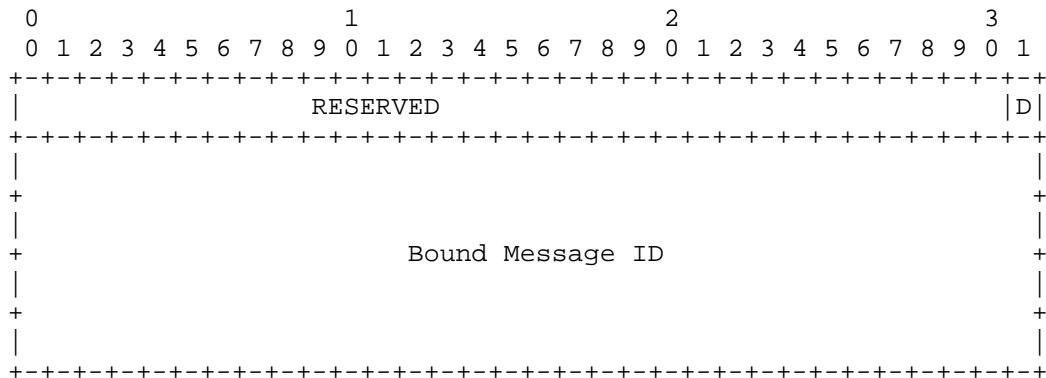 0                   1                   2                   3
 0 1 2 3 4 5 6 7 8 9 0 1 2 3 4 5 6 7 8 9 0 1 2 3 4 5 6 7 8 9 0 1
+-+-+-+-+-+-+-+-+-+-+-+-+-+-+-+-+-+-+-+-+-+-+-+-+-+-+-+-+-+-+-+-+
|                  RESERVED                                   |D|
+-+-+-+-+-+-+-+-+-+-+-+-+-+-+-+-+-+-+-+-+-+-+-+-+-+-+-+-+-+-+-+-+
|                                                               |
+                                                               +
|                                                               |
+                        Bound Message ID                       +
|                                                               |
+                                                               +
|                                                               |
+-+-+-+-+-+-+-+-+-+-+-+-+-+-+-+-+-+-+-+-+-+-+-+-+-+-+-+-+-+-+-+-+